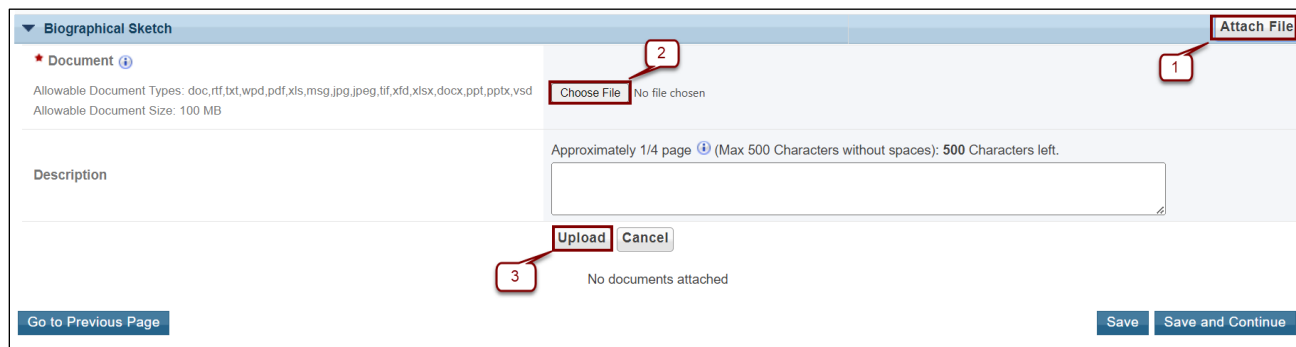 Biographical Sketch
Attach File
1
* Document
2
Allowable Document Types: doc,rtf,txt,wpd,pdf,xls,msg,jpg,jpeg,tif,xfd,xlsx,docx,ppt,pptx,vsd
Choose File No file chosen
Allowable Document Size: 100 MB
Approximately 1/4 page (Max 500 Characters without spaces): 500 Characters left.
Description
Upload Cancel
3
No documents attached
Go to Previous Page
Save Save and Continue